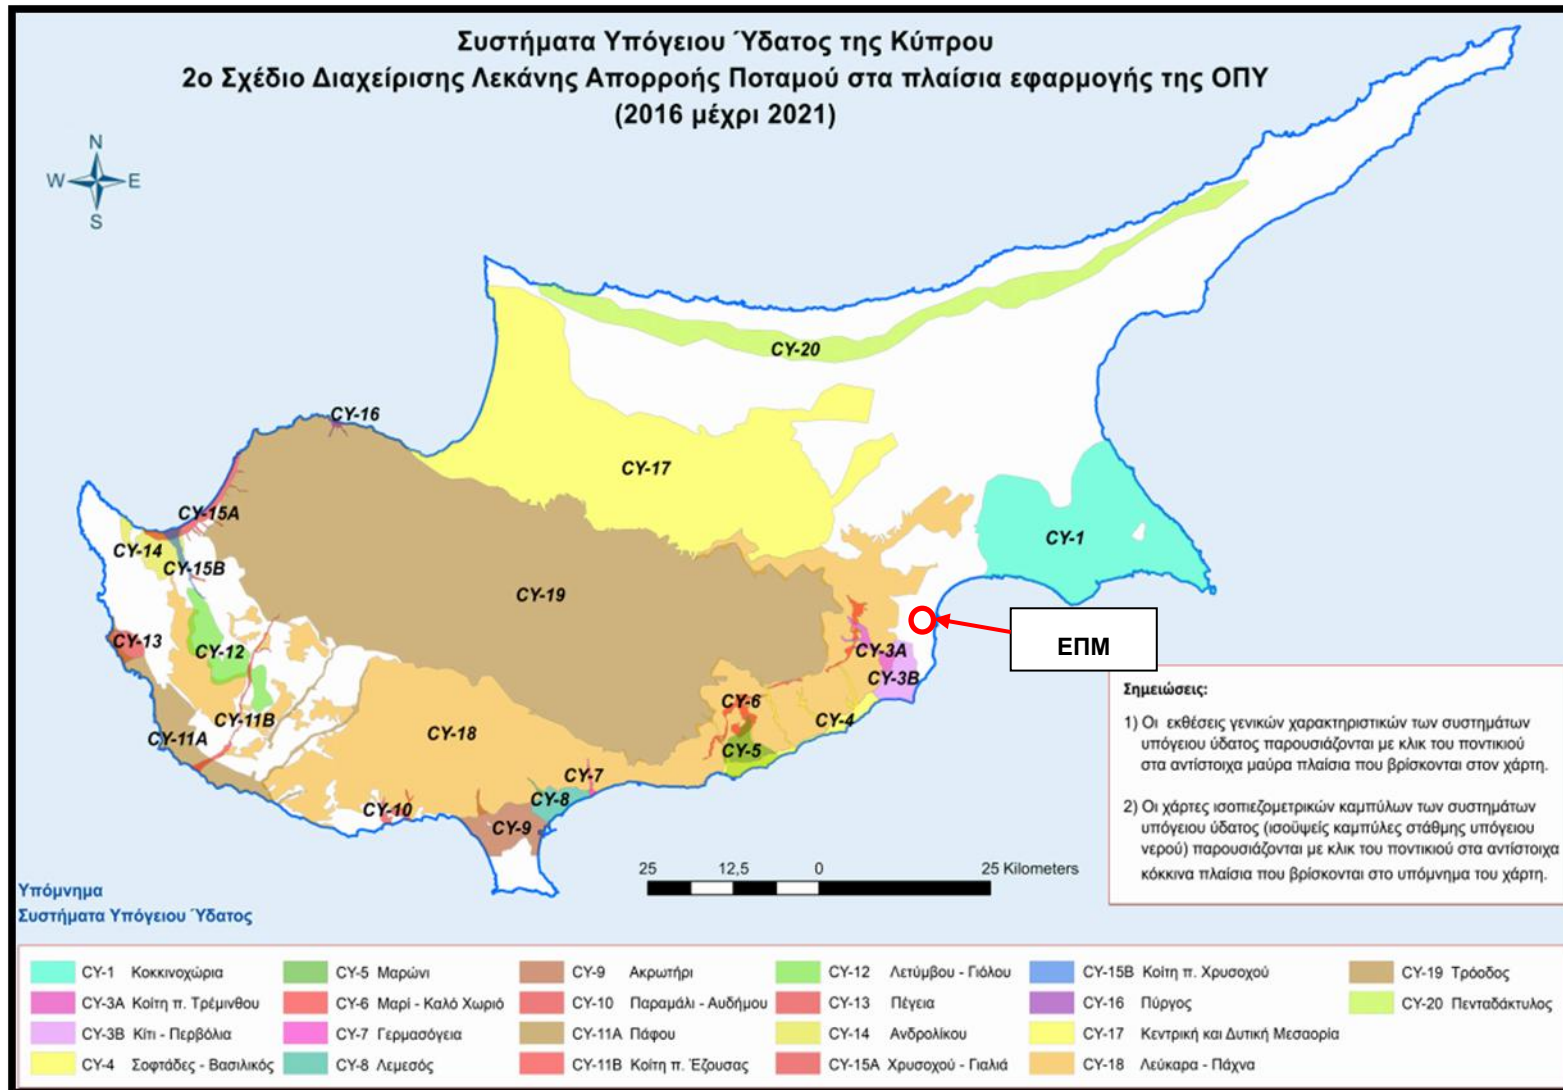 Συστήματα Υπόγειου Ύδατος της Κύπρου
2ο Σχέδιο Διαχείρισης Λεκάνης Απορροής Ποταμού στα πλαίσια εφαρμογής της ΟΠΥ
(2016 μέχρι 2021)
N
W E
S
CY-20
CY-16
CY-17
CY-15A
CY-1
CY-14
CY-15B
CY-19
ΕΠΜ
CY-13
CY-12
CY-3A
CY-3B
CY-6
CY-4
CY-11B
CY-11A
CY-18
CY-5
CY-7
CY-8
CY-10
CY-9
Σημειώσεις:
1) Οι εκθέσεις γενικών χαρακτηριστικών των συστημάτων
υπόγειου ύδατος παρουσιάζονται με κλικ του ποντικιού
στα αντίστοιχα μαύρα πλαίσια που βρίσκονται στον χάρτη.
2) Οι χάρτες ισοπιεζομετρικών καμπύλων των συστημάτων
υπόγειου ύδατος (ισοϋψείς καμπύλες στάθμης υπόγειου
νερού) παρουσιάζονται με κλικ του ποντικιού στα αντίστοιχα
κόκκινα πλαίσια που βρίσκονται στο υπόμνημα του χάρτη.
25 12,5 0 25 Kilometers
Υπόμνημα
Συστήματα Υπόγειου Ύδατος
CY-1 Κοκκινοχώρια CY-5 Μαρώνι CY-9 Ακρωτήρι CY-12 Λετύμβου - Γιόλου CY-15B Κοίτη π. Χρυσοχού CY-19 Τρόοδος
CY-3A Κοίτη π. Τρέμινθου CY-6 Μαρί - Καλό Χωριό CY-10 Παραμάλι - Αυδήμου CY-13 Πέγεια CY-16 Πύργος CY-20 Πενταδάκτυλος
CY-3B Κίτι - Περβόλια CY-7 Γερμασόγεια CY-11A Πάφου CY-14 Ανδρολίκου CY-17 Κεντρική και Δυτική Μεσαορία
CY-4 Σοφτάδες - Βασιλικός CY-8 Λεμεσός CY-11B Κοίτη π. Έζουσας CY-15A Χρυσοχού - Γιαλιά CY-18 Λεύκαρα - Πάχνα